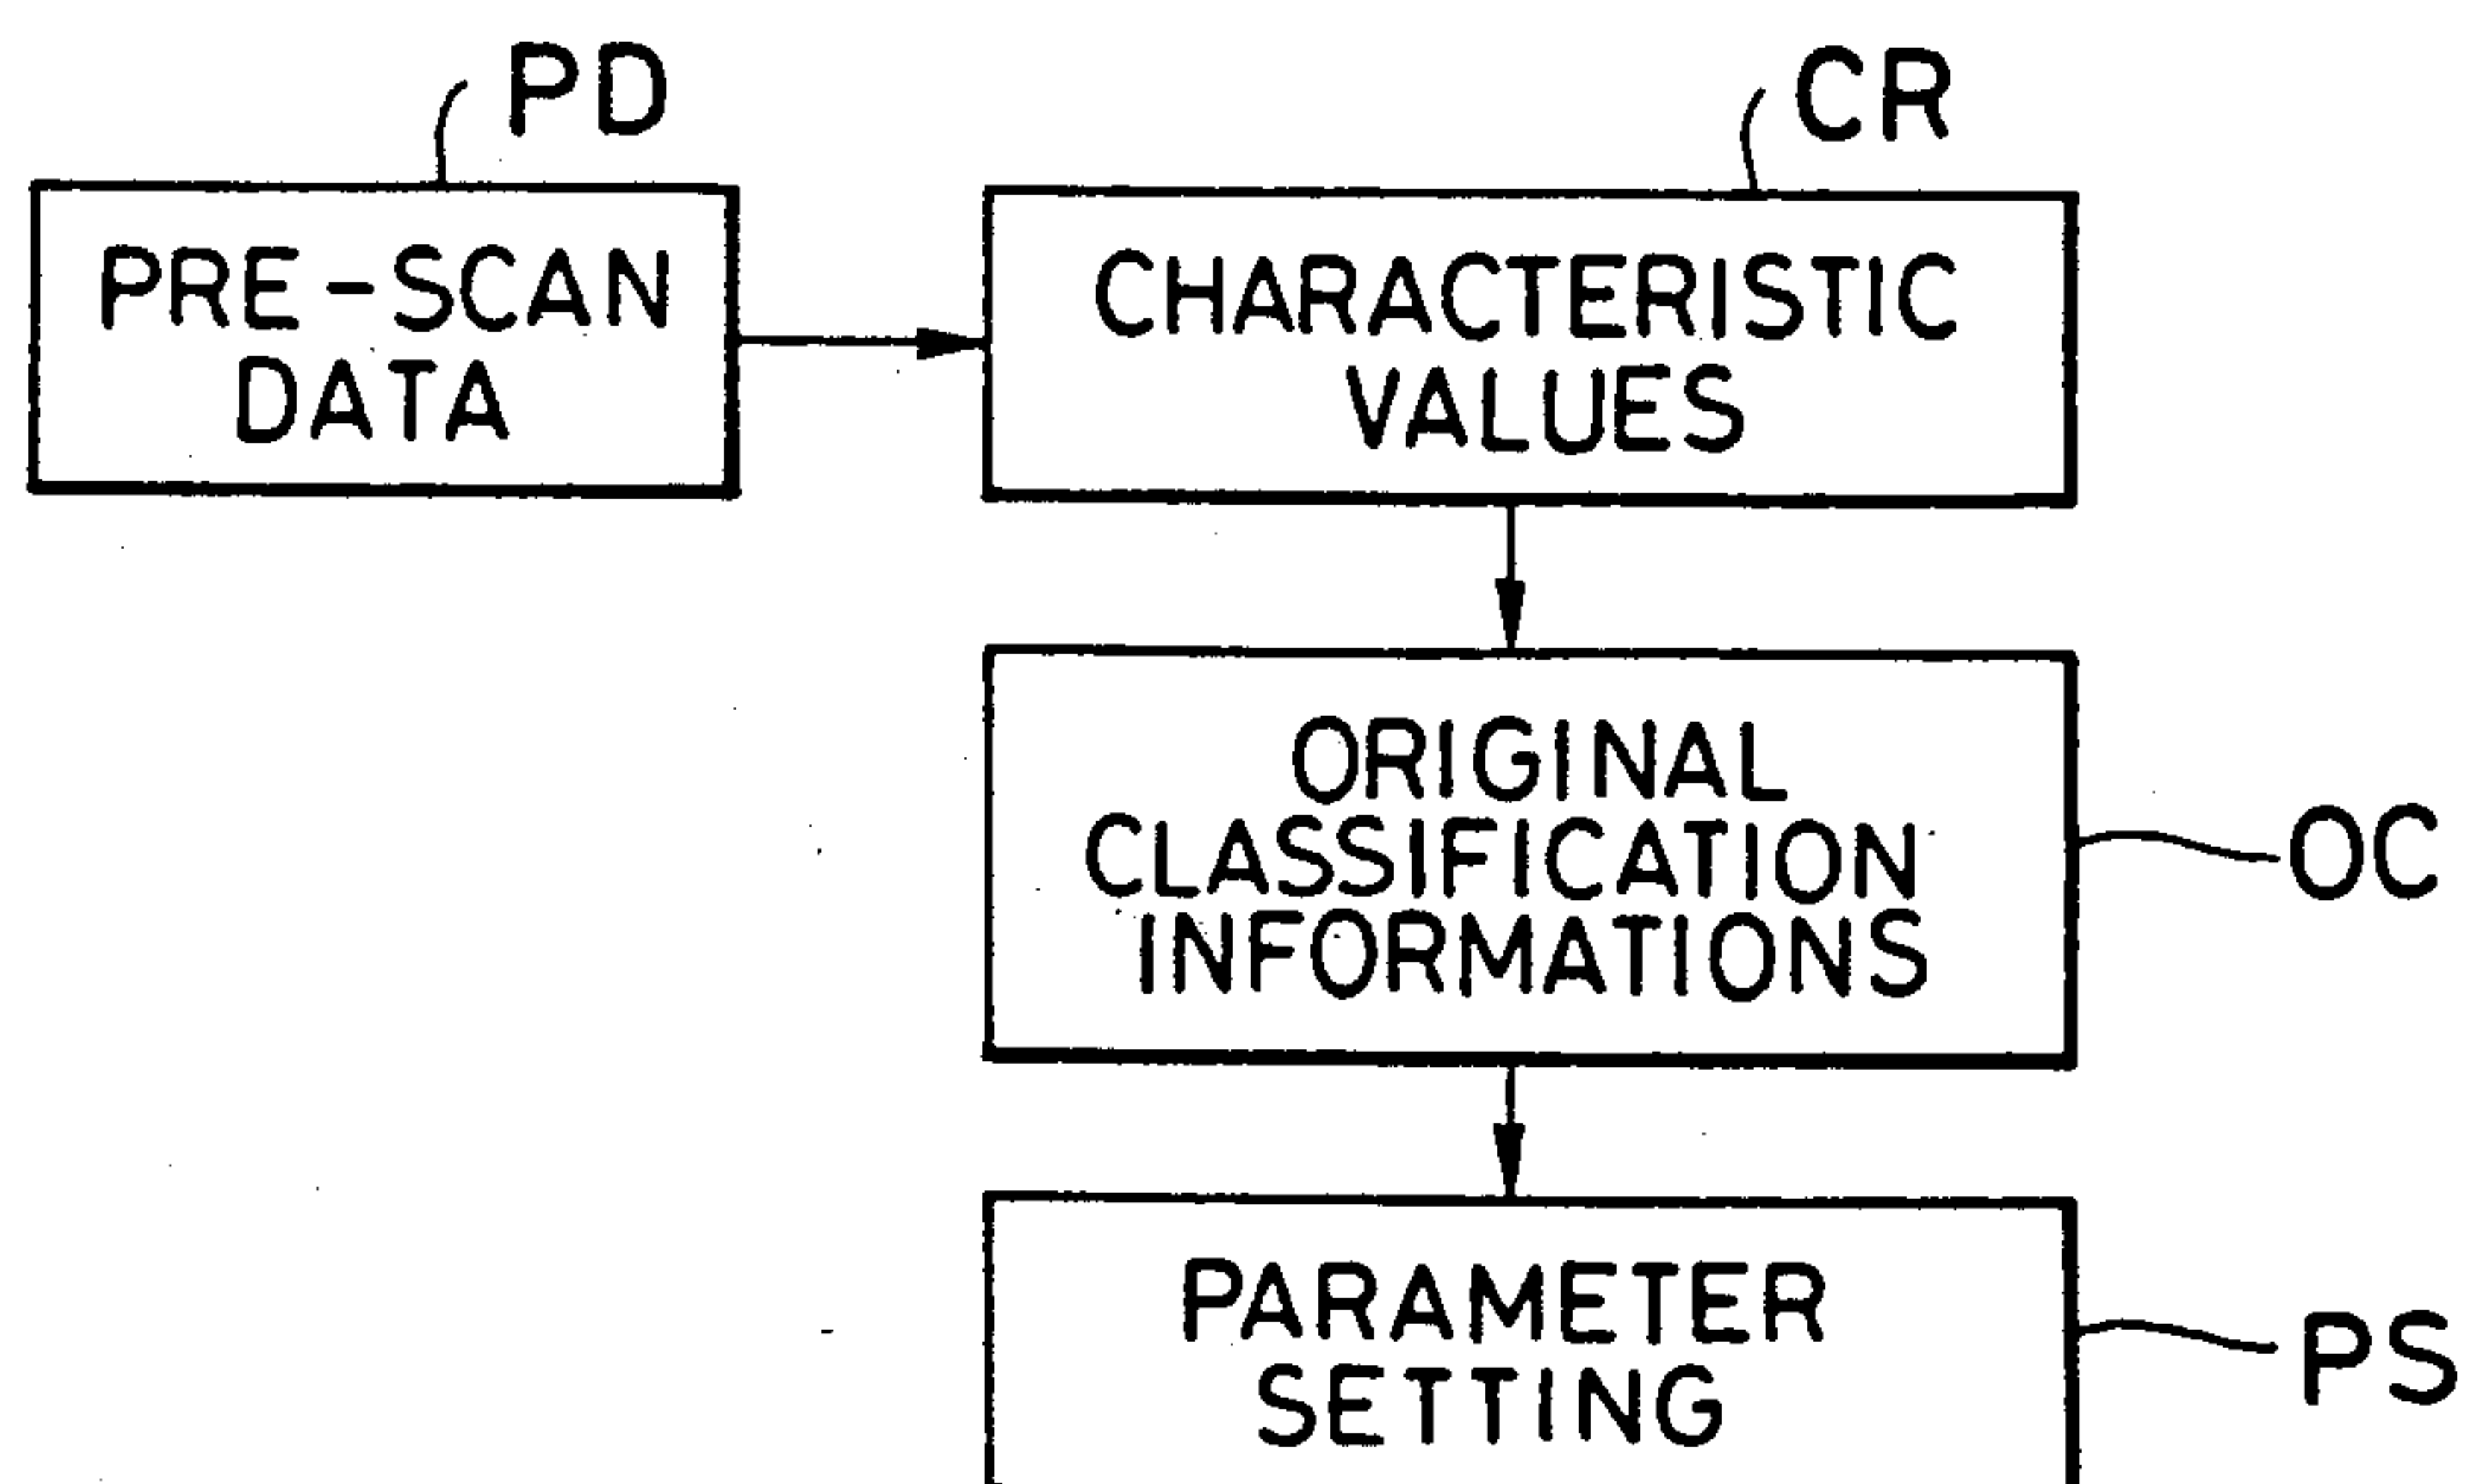 PD
CR
PRE-SCAN
DATA
CHARACTERISTIC
VALUES
ORIGINAL
CLASSIFICATION
INFORMATIONS
OC
PARAMETER
SETTING
PS